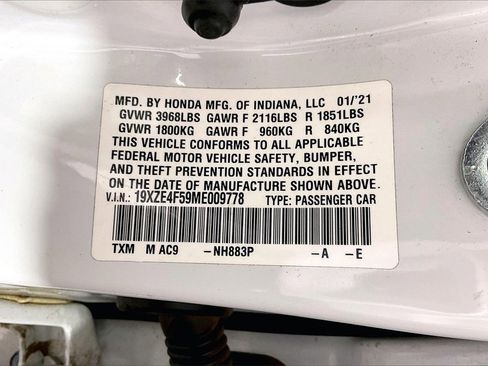 MFD. BY HONDA MFG. OF INDIANA, LLC 01/'21
GVWR 3968LBS GAWR F 2116LBS R 1851LBS
GVWR 1800KG GAWR F 960KG R 840KG
THIS VEHICLE CONFORMS TO ALL APPLICABLE
FEDERAL MOTOR VEHICLE SAFETY, BUMPER,
AND THEFT PREVENTION STANDARDS IN EFFECT
ON THE DATE OF MANUFACTURE SHOWN ABOVE.
V.I.N.: 19XZE4F59ME009778 TYPE: PASSENGER CAR
TXM M AC9 -NH883P -A -E